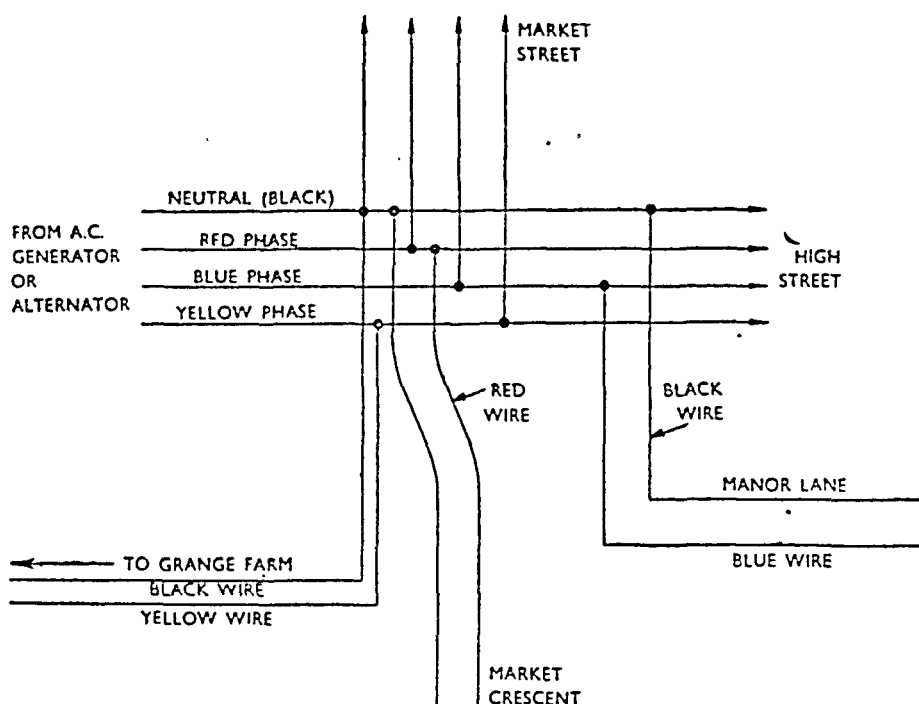 MARKET
STREET
NEUTRAL (BLACK)
FROM A.C.
GENERATOR
OR
ALTERNATOR
RED PHASE
BLUE PHASE
YELLOW PHASE
HIGH
STREET
RED
WIRE
BLACK
WIRE
MANOR LANE
BLUE WIRE
TO GRANGE FARM
BLACK WIRE
YELLOW WIRE
MARKET
CRESCENT